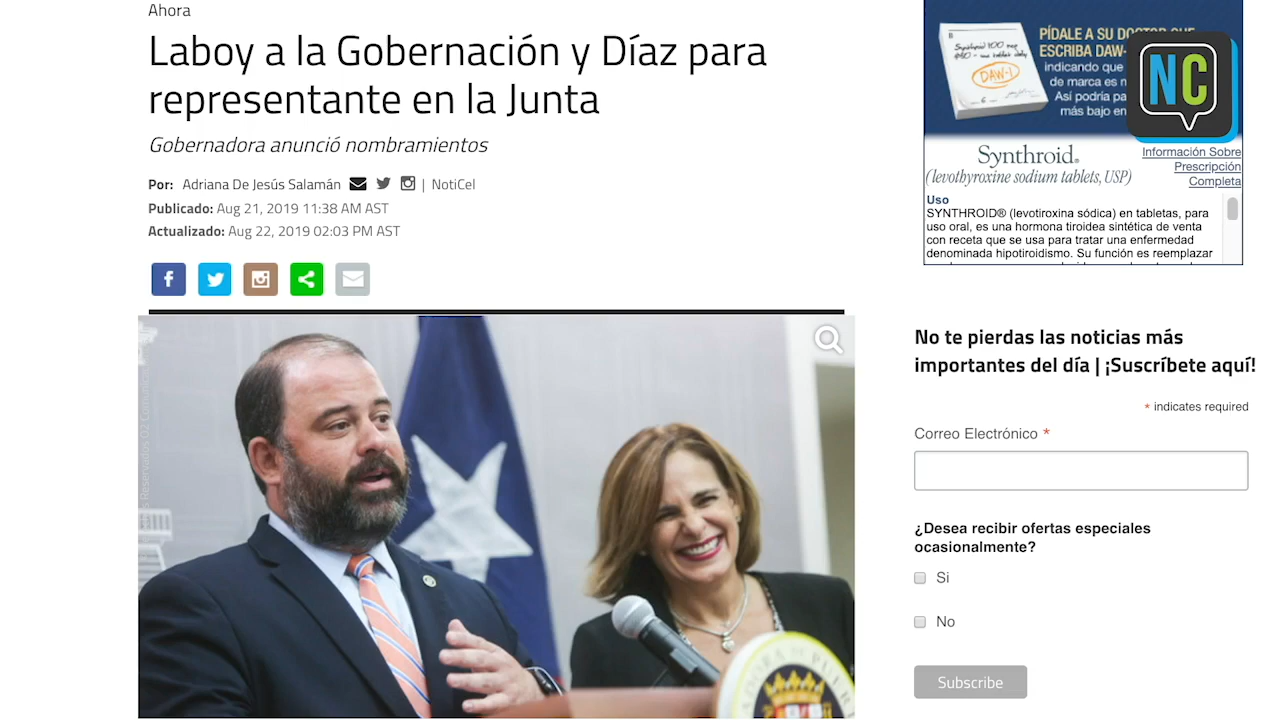 Ahora
Laboy a la Gobernación y Díaz para
representante en la Junta
Gobernadora anunció nombramientos
Por: Adriana De Jesús Salamán | NotiCel
Publicado: Aug 21, 2019 11:38 AM AST
Actualizado: Aug 22, 2019 02:03 PM AST
PÍDALE A SU DOCTOR QUE
ESCRIBA DAW-
indicando que
de marca es n
Así podría pa
más bajo en
Synthroid 100 mcg
DAW-1
NC
Synthroid®
(levothyroxine sodium tablets, USP)
Información Sobre
Prescripción
Completa
Uso
SYNTHROID® (levotiroxina sódica) en tabletas, para
uso oral, es una hormona tiroidea sintética de venta
con receta que se usa para tratar una enfermedad
denominada hipotiroidismo. Su función es reemplazar
No te pierdas las noticias más
importantes del día | ¡Suscríbete aquí!
* indicates required
Correo Electrónico *
¿Desea recibir ofertas especiales
ocasionalmente?
Si
No
Subscribe